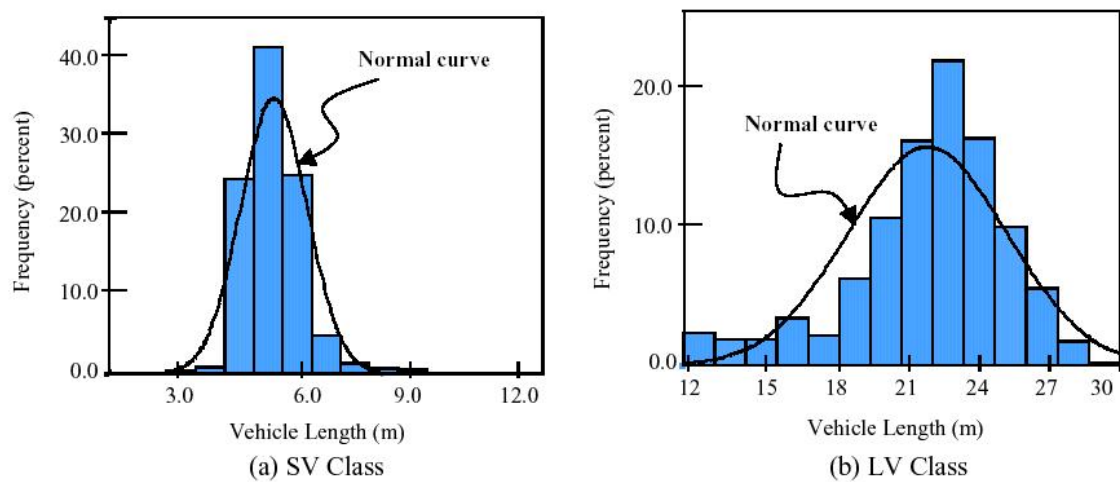 Frequency (percent)
40.0
30.0
20.0
10.0
0.0
Normal curve
3.0 6.0 9.0 12.0
Vehicle Length (m)
(a) SV Class
Frequency (percent)
20.0
10.0
0.0
Normal curve
12 15 18 21 24 27 30
Vehicle Length (m)
(b) LV Class